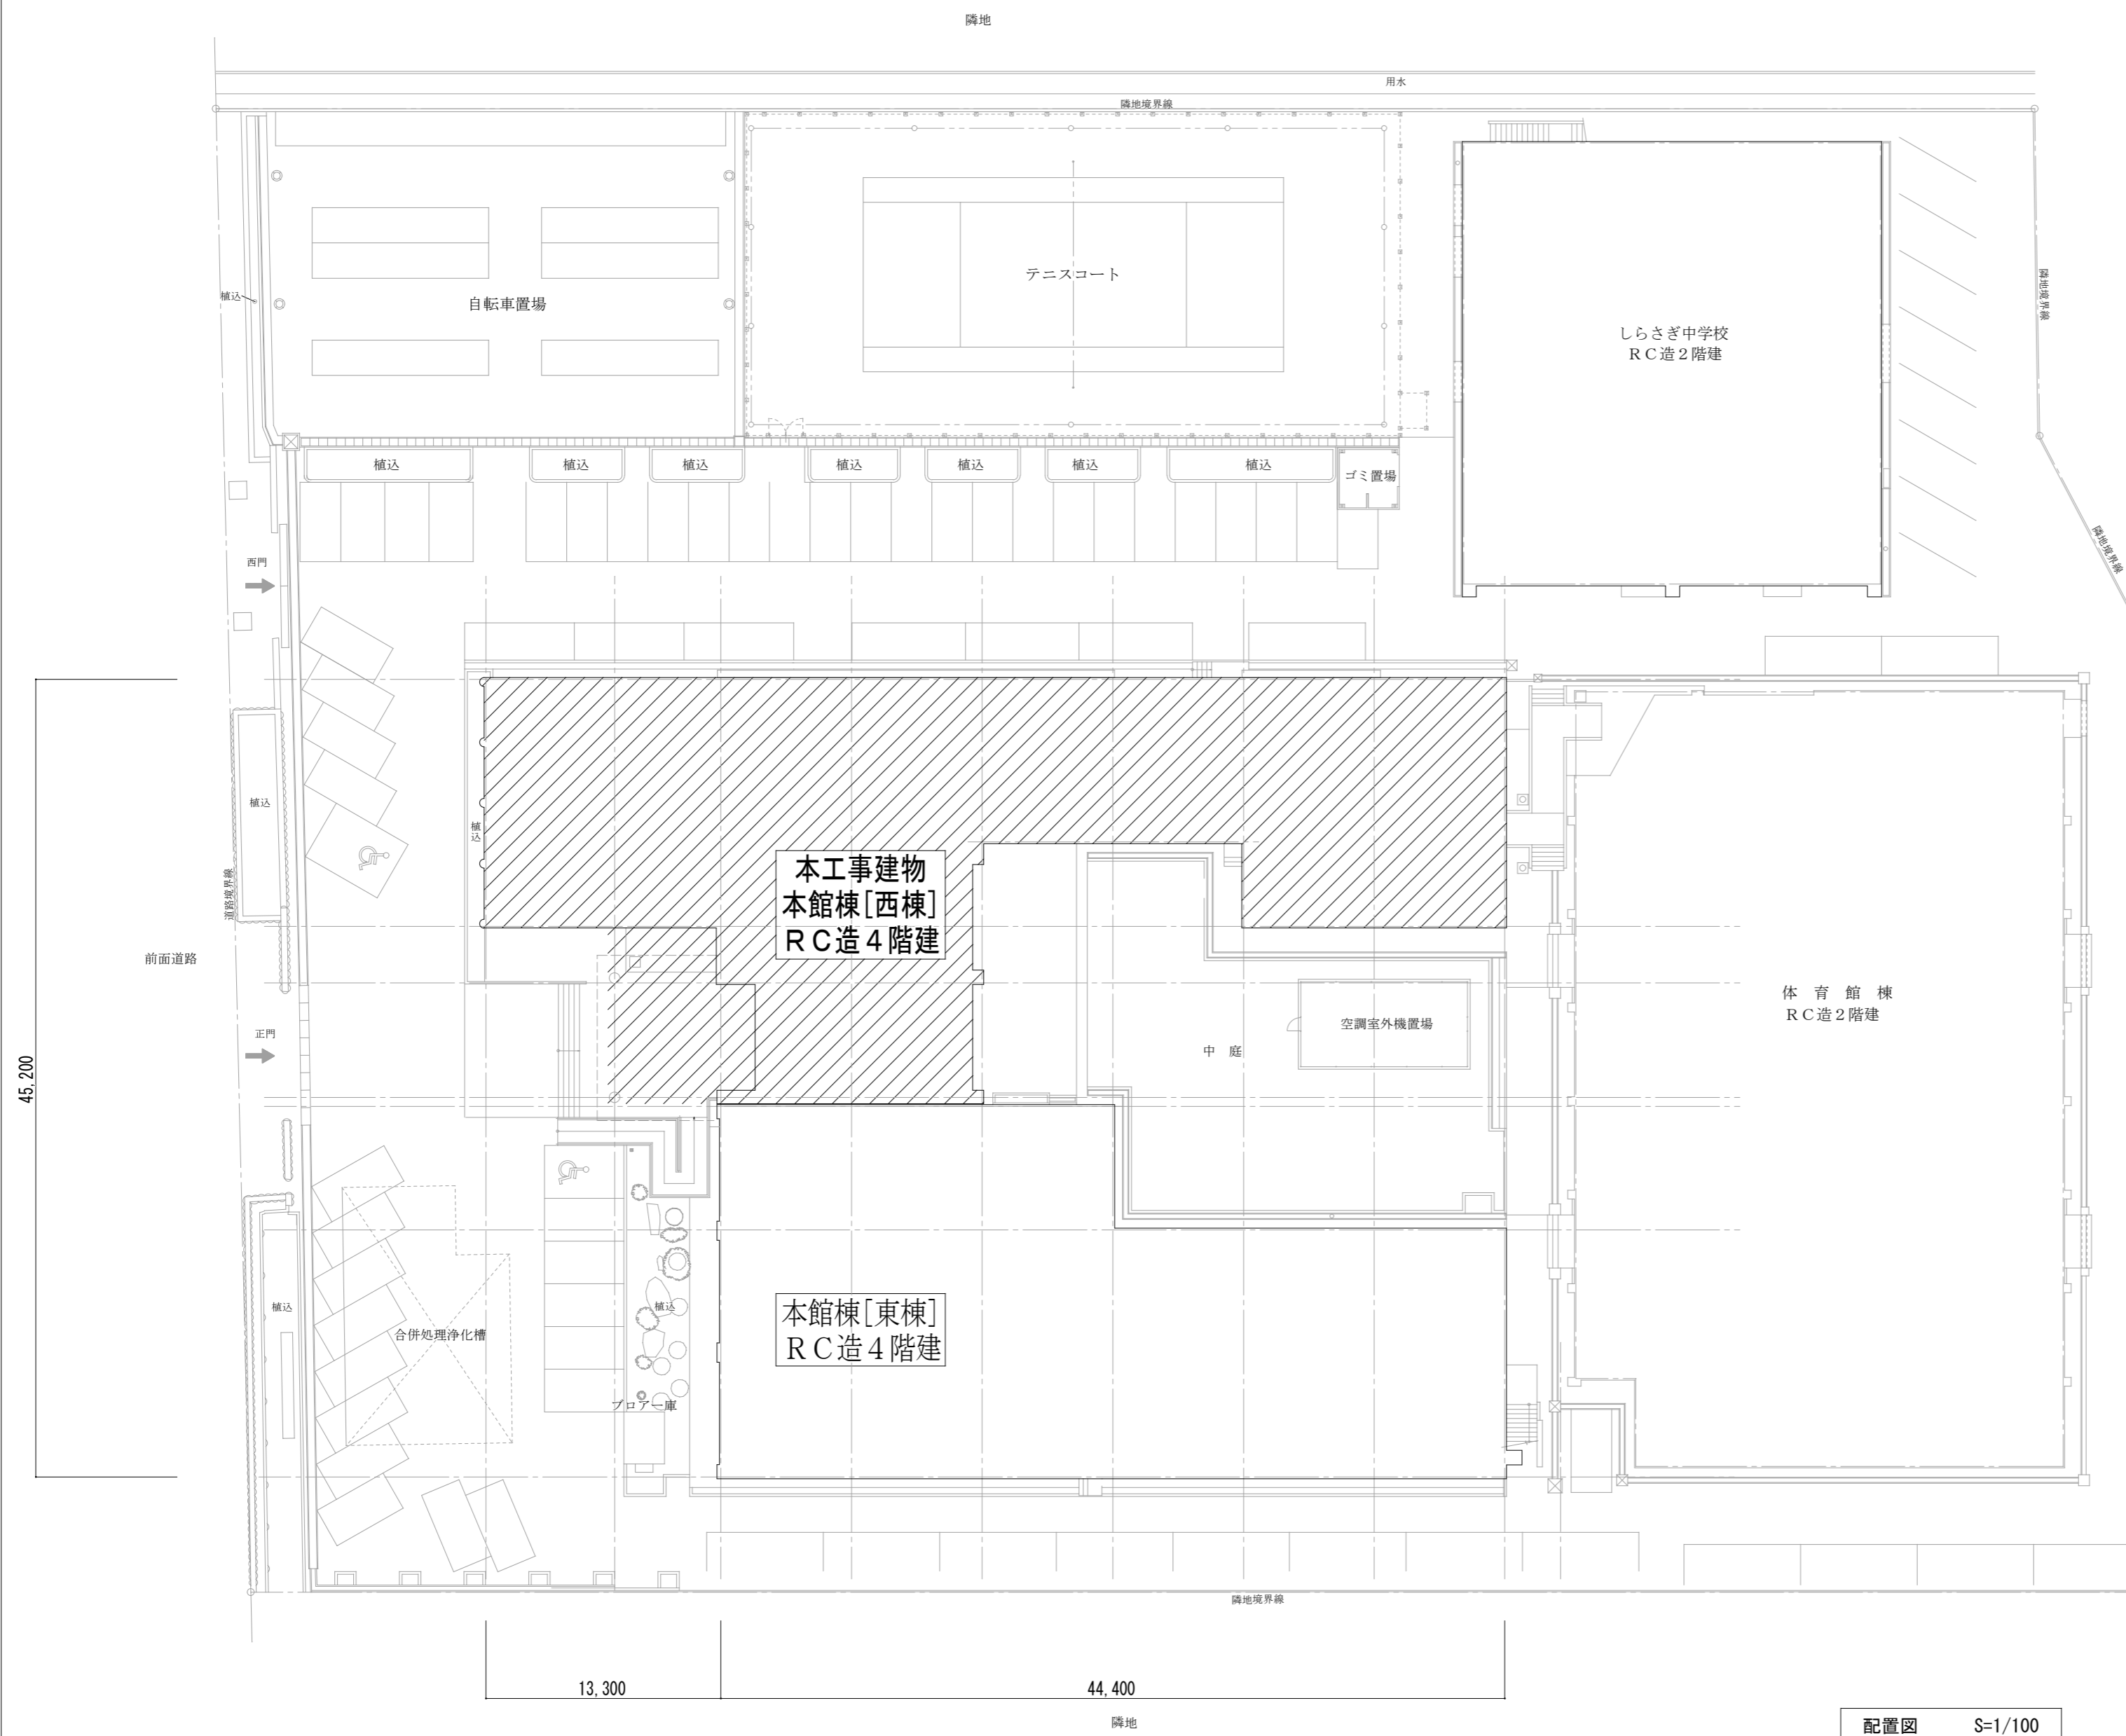 隣地
用水
隣地境界線
植込
自転車置場
テニスコート
しらさぎ中学校
ＲＣ造２階建
隣地境界線
隣地境界線
植込
植込
植込
植込
植込
植込
植込
ゴミ置場
西門
植込
植込
道路境界線
本工事建物
本館棟[西棟]
ＲＣ造４階建
前面道路
正門
45,200
空調室外機置場
中　庭
体　育　館　棟
ＲＣ造２階建
植込
合併処理浄化槽
植込
ブロアー庫
本館棟[東棟]
ＲＣ造４階建
隣地境界線
13,300
44,400
隣地
配置図　S=1/100